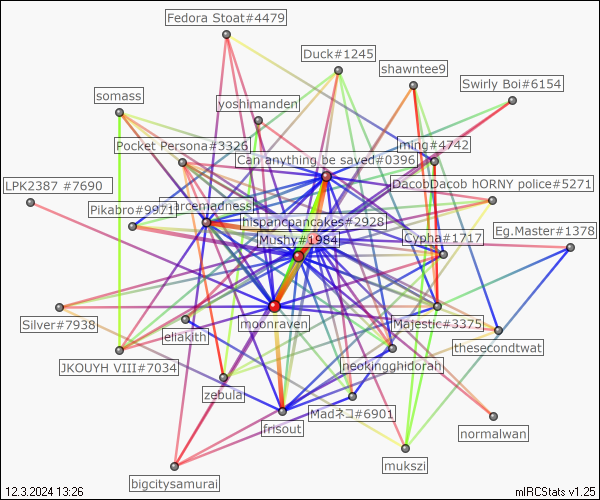 Fedora Stoat#4479
Duck#1245
shawntee9
Swirly Boi#6154
somass
yoshimanden
Pocket Persona#3326
ming#4742
Can anything be saved#0396
LPK2387 #7690
DacobDacob hORNY police#5271
Pikabro#9971
arcemadness
hispancpancakes#2928
Mushy#1984
Cypha#1717
Eg.Master#1378
Silver#7938
moonraven
Majestic#3375
eliakith
thesecondtwat
JKOUYH VIII#7034
neokingghidorah
zebula
Madネコ#6901
frisout
normalwan
mukszi
bigcitysamurai
12.3.2024 13:26
mIRCStats v1.25